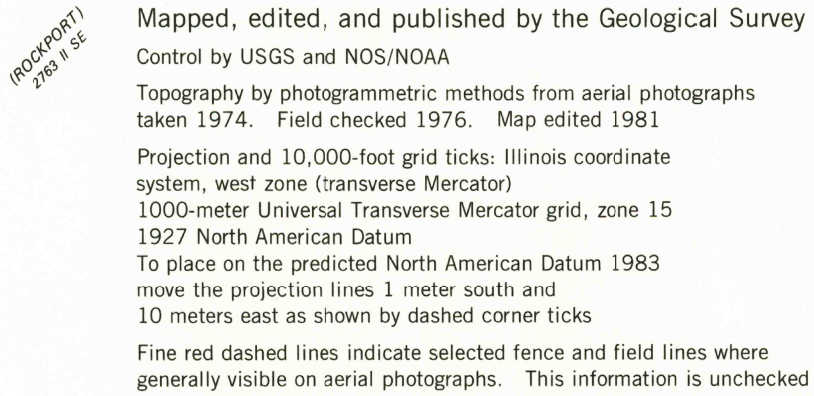 (ROCKPORT)
2763 II SE
Mapped, edited, and published by the Geological Survey
Control by USGS and NOS/NOAA
Topography by photogrammetric methods from aerial photographs
taken 1974. Field checked 1976. Map edited 1981
Projection and 10,000-foot grid ticks: Illinois coordinate
system, west zone (transverse Mercator)
1000-meter Universal Transverse Mercator grid, zone 15
1927 North American Datum
To place on the predicted North American Datum 1983
move the projection lines 1 meter south and
10 meters east as shown by dashed corner ticks
Fine red dashed lines indicate selected fence and field lines where
generally visible on aerial photographs. This information is unchecked